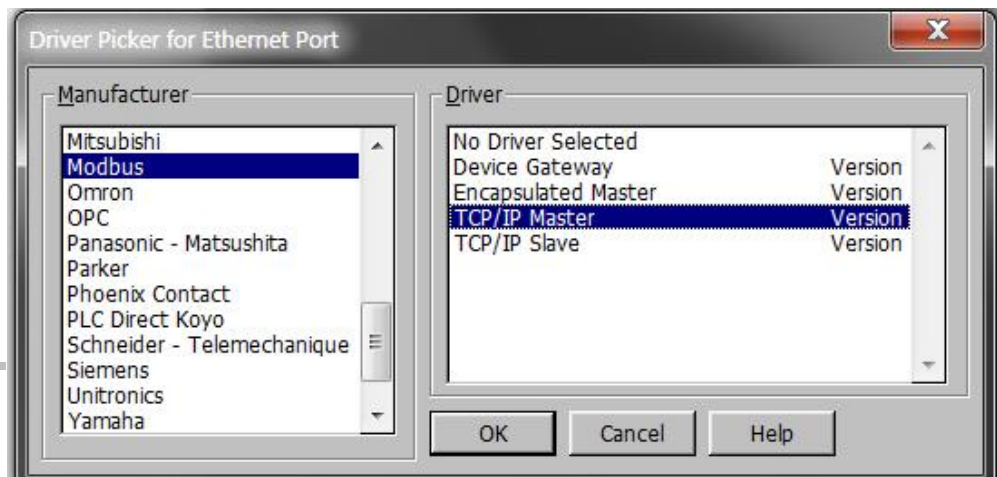 Driver Picker for Ethernet Port
X
Manufacturer
Mitsubishi
Modbus
Omron
OPC
Panasonic - Matsushita
Parker
Phoenix Contact
PLC Direct Koyo
Schneider - Telemechanique
Siemens
Unitronics
Yamaha
Driver
No Driver Selected
Device Gateway Version
Encapsulated Master Version
TCP/IP Master Version
TCP/IP Slave Version
OK Cancel Help